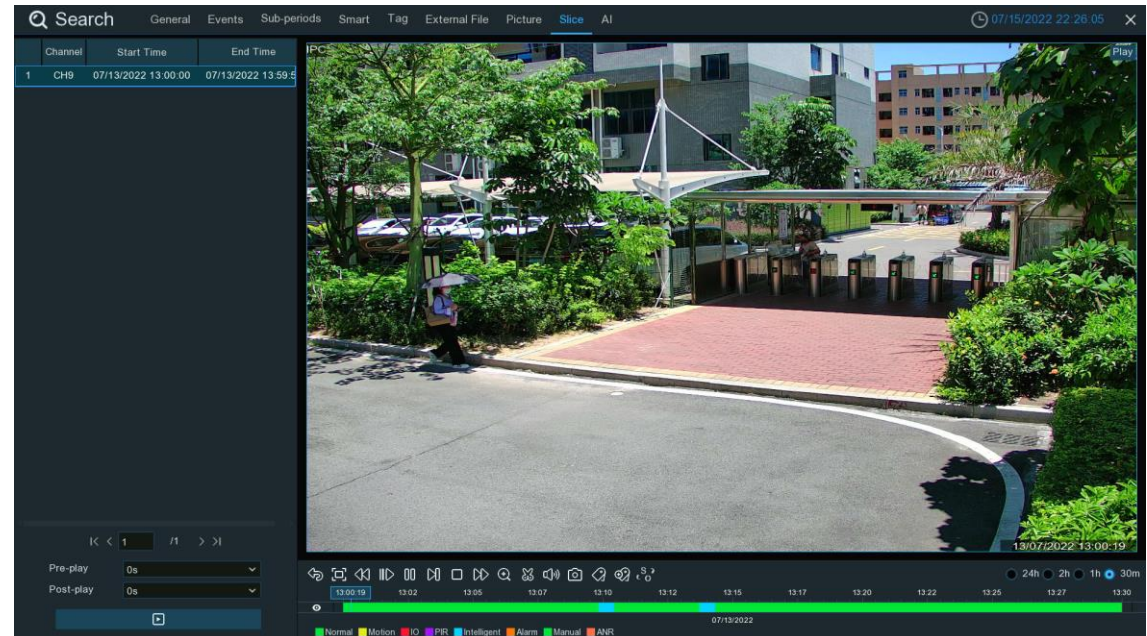 Search General Events Sub-periods Smart Tag External File Picture Slice AI 07/15/2022 22:26:05
Channel Start Time End Time
1 CH9 07/13/2022 13:00:00 07/13/2022 13:59:5
IPC
Play
13/07/2022 13:00:19
1 /1
Pre-play 0s
Post-play 0s
24h 2h 1h 30m
13:00:19 13:02 13:05 13:07 13:10 13:12 13:15 13:17 13:20 13:22 13:25 13:27 13:30
07/13/2022
Normal Motion IO PIR Intelligent Alarm Manual ANR